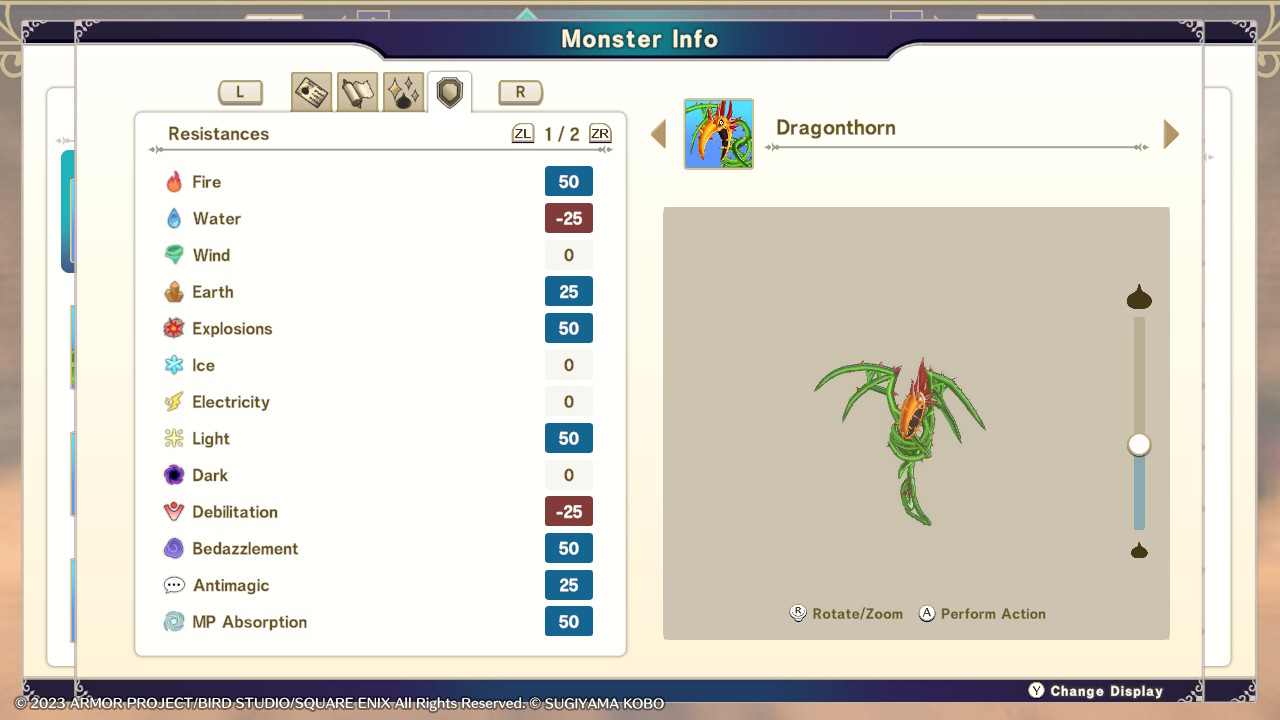 Monster Info
L
R
Resistances ZL 1 / 2 ZR
Fire 50
Water -25
Wind 0
Earth 25
Explosions 50
Ice 0
Electricity 0
Light 50
Dark 0
Debilitation -25
Bedazzlement 50
Antimagic 25
MP Absorption 50
Dragonthorn
R Rotate/Zoom A Perform Action
Y Change Display
© 2023 ARMOR PROJECT/BIRD STUDIO/SQUARE ENIX All Rights Reserved. © SUGIYAMA KOBO